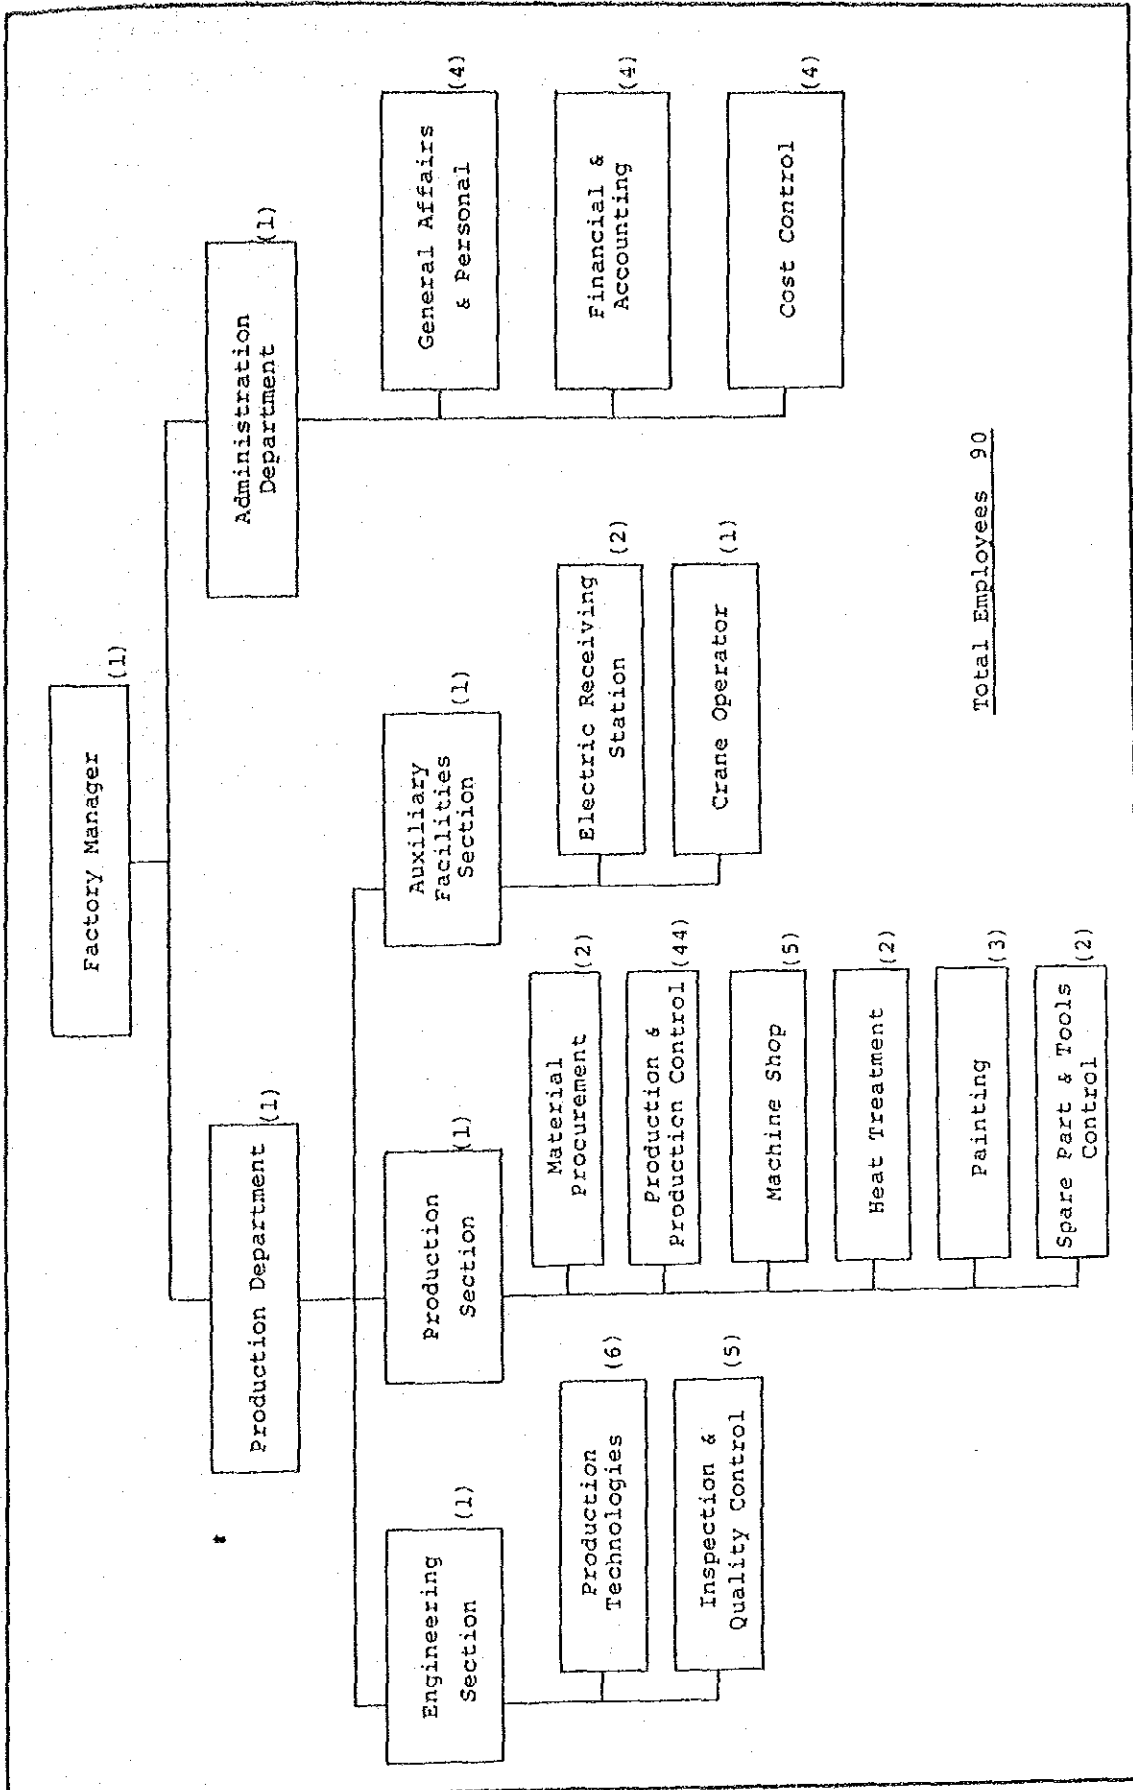 Factory Manager
(1)
Production Department
(1)
Administration
Department
(1)
Engineering
Section
(1)
Production
Section
(1)
Auxiliary
Facilities
Section
(1)
General Affairs
& Personal
(4)
Financial &
Accounting
(4)
Cost Control
(4)
Production
Technologies
(6)
Inspection &
Quality Control
(5)
Material
Procurement
(2)
Production &
Production Control
(44)
Machine Shop
(5)
Heat Treatment
(2)
Painting
(3)
Spare Part & Tools
Control
(2)
Electric Receiving
Station
(2)
Crane Operator
(1)
Total Employees 90